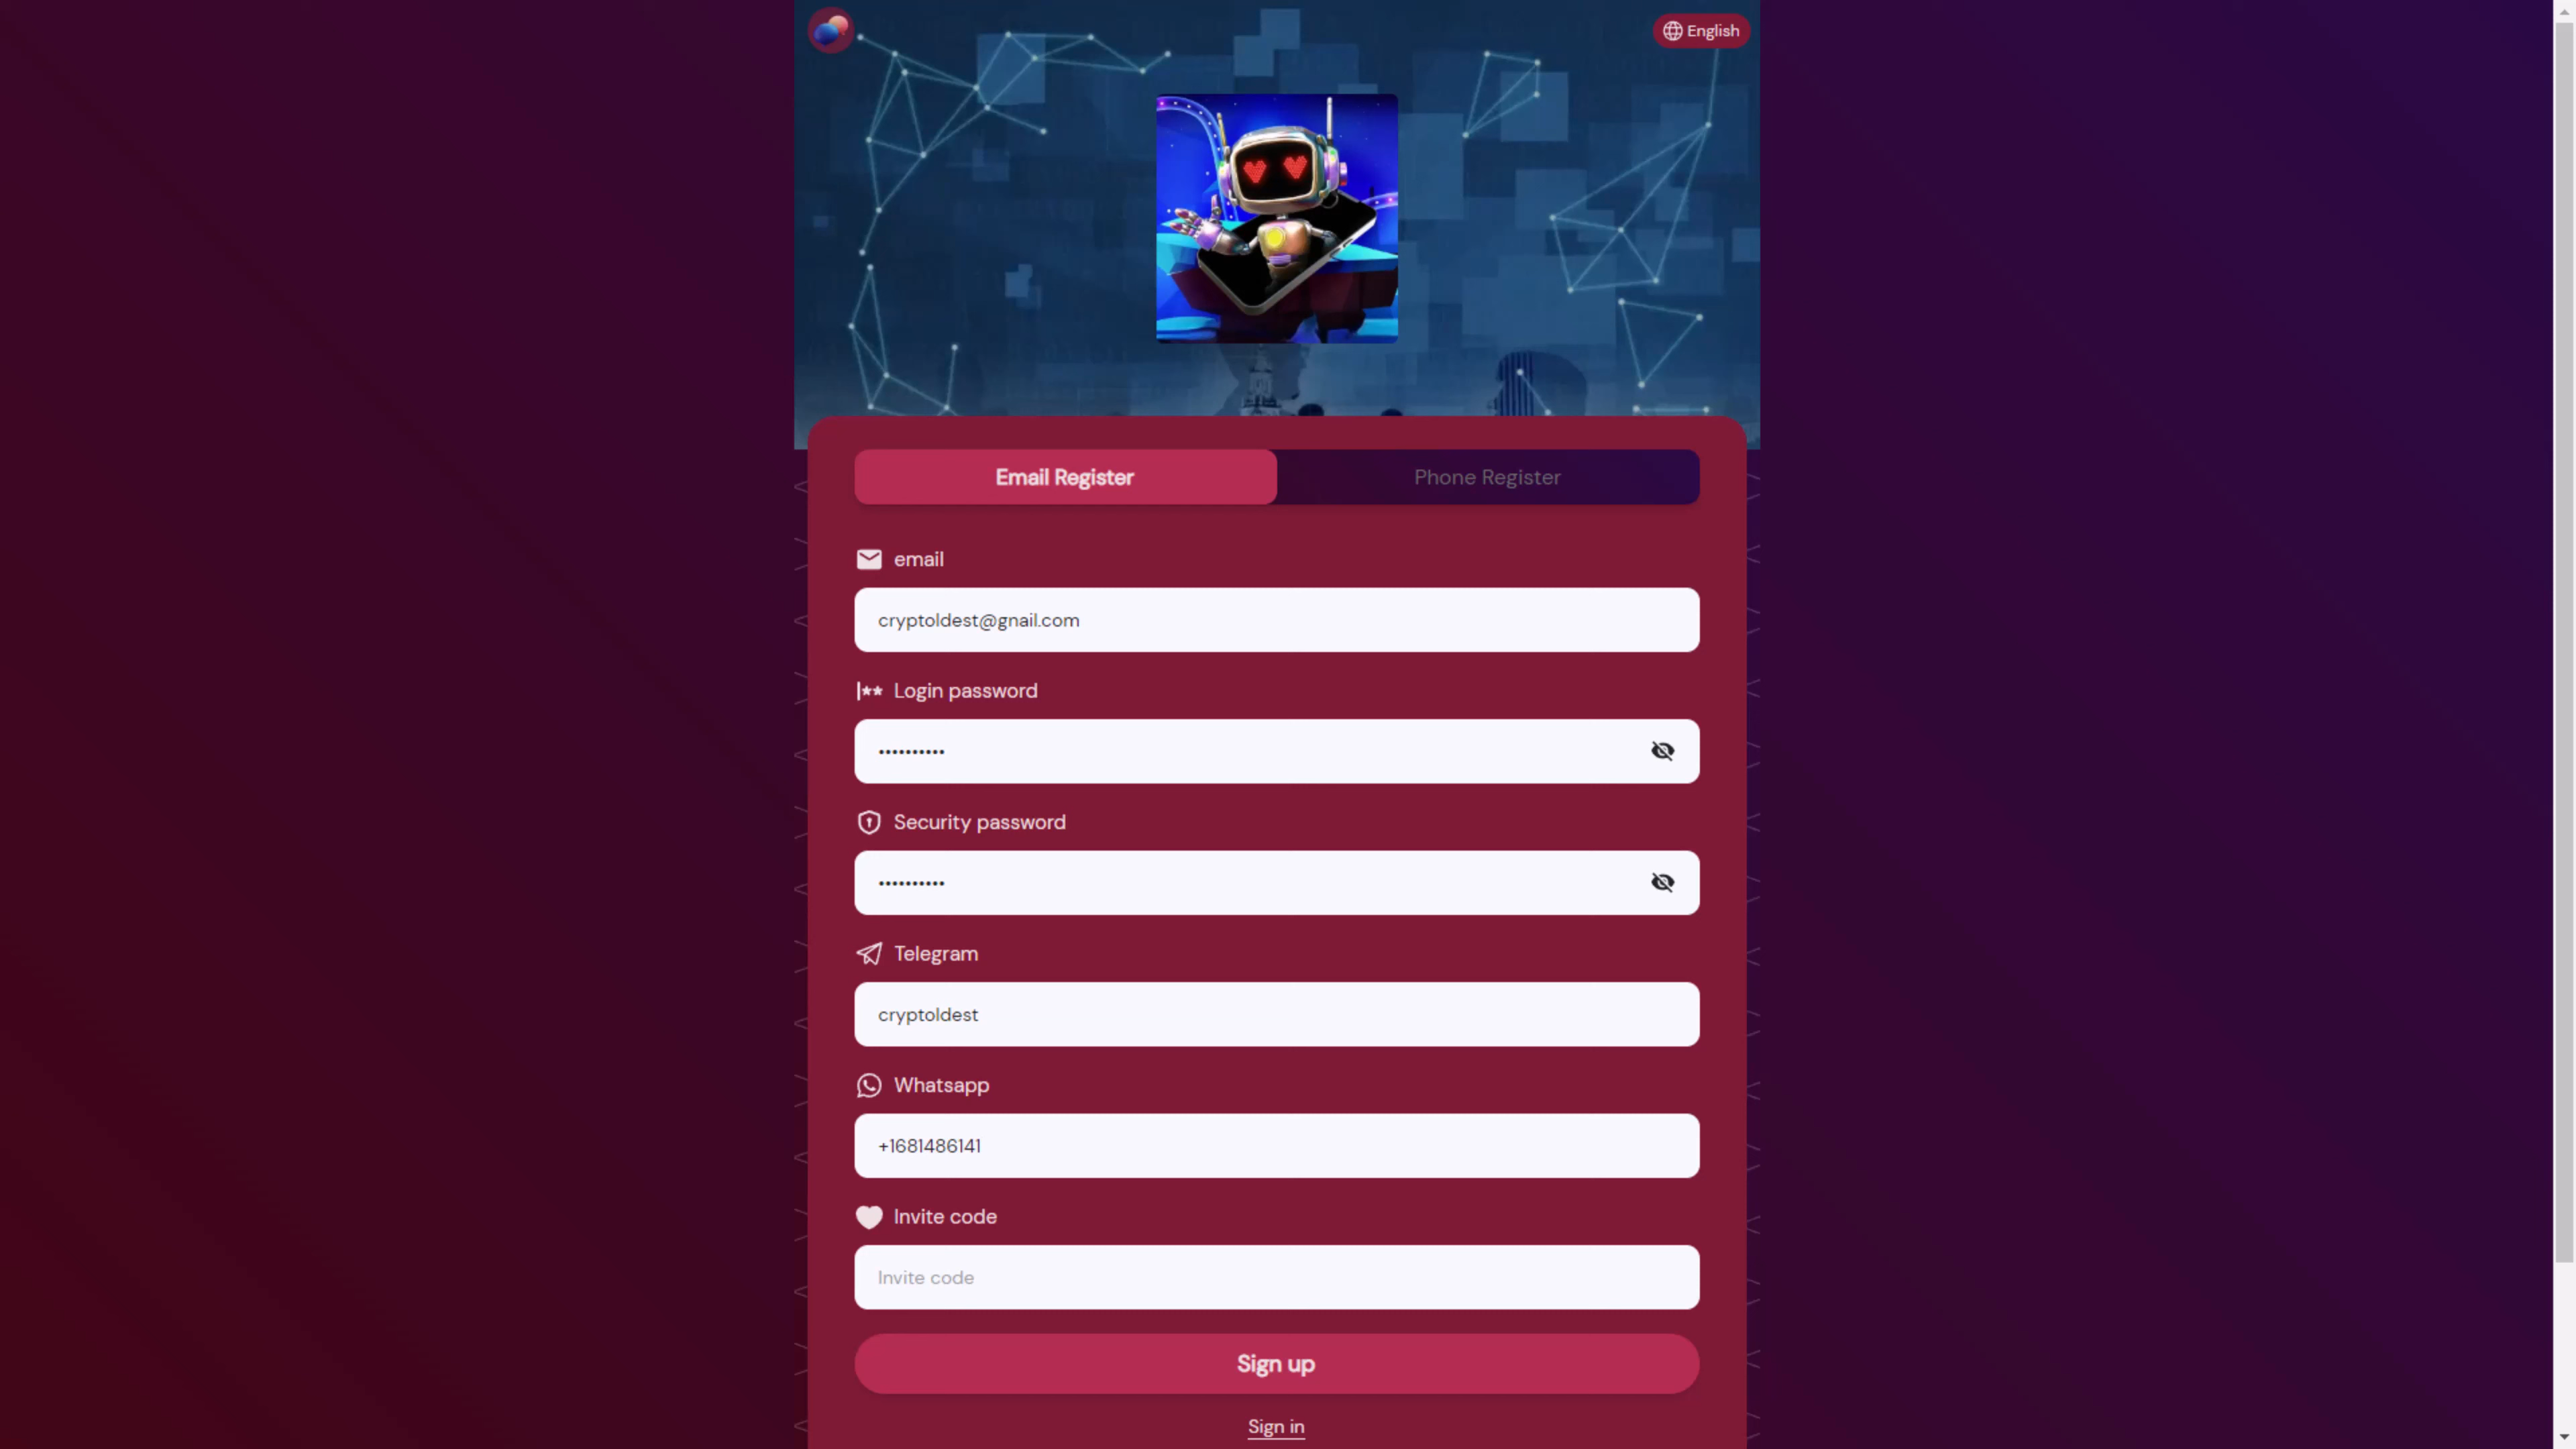 English
Email Register
Phone Register
email
cryptoldest@gnail.com
Login password
••••••••••
Security password
••••••••••
Telegram
cryptoldest
Whatsapp
+1681486141
Invite code
Invite code
Sign up
Sign in